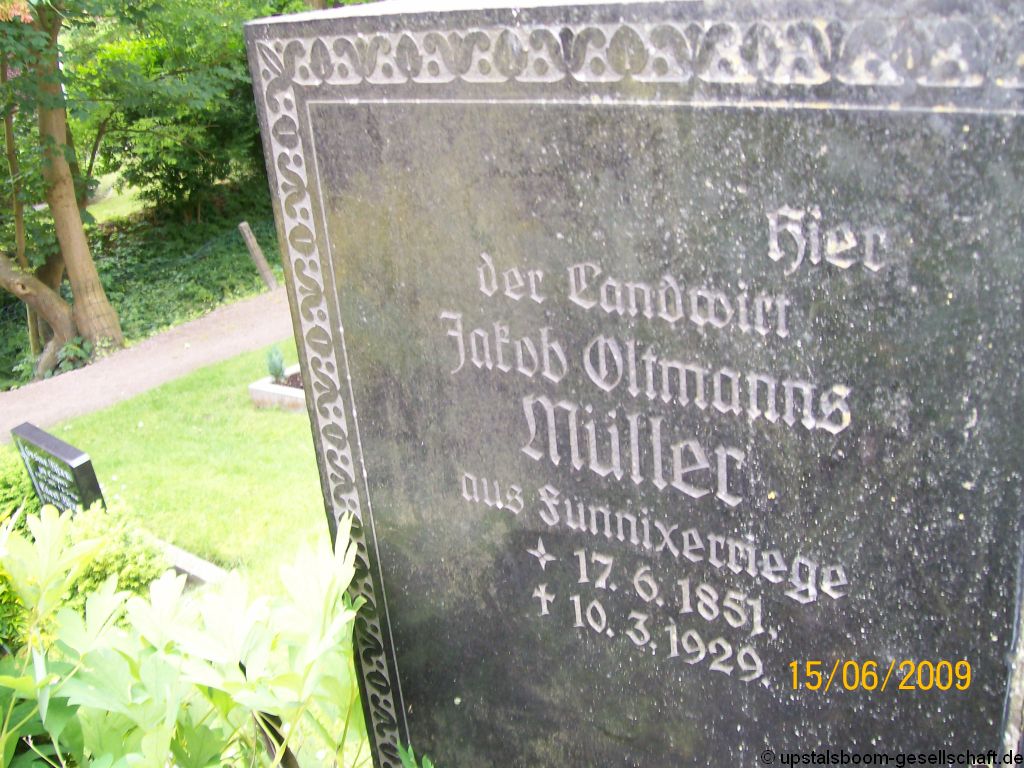 Hier
der Landwirt
Jakob Oltmanns
Müller
aus Funnixerriege
17. 6. 1851.
† 10. 3. 1929.
15/06/2009
© upstalsboom-gesellschaft.de